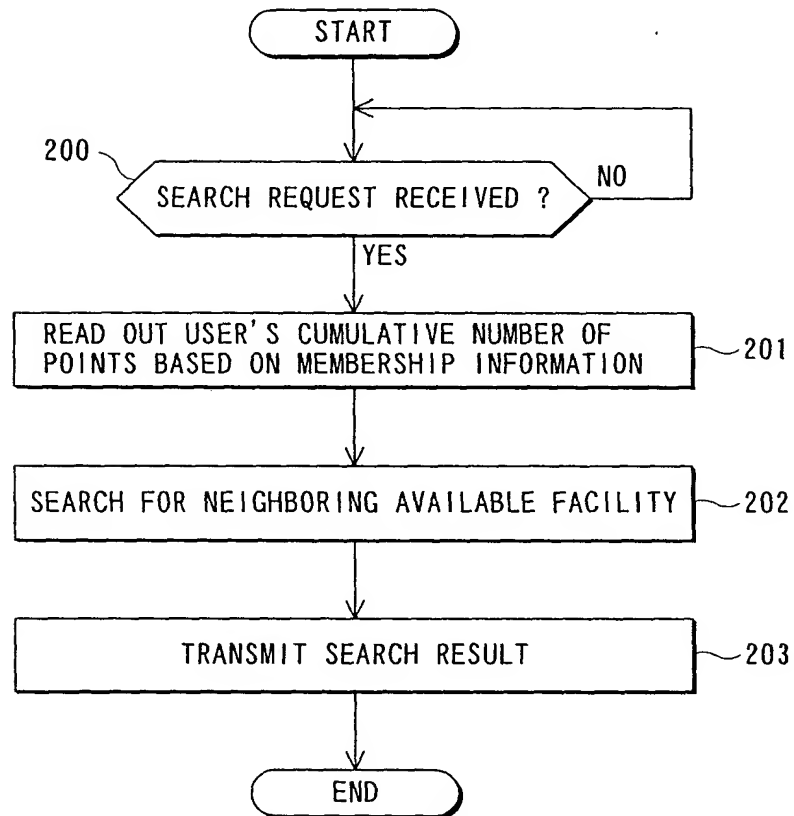 START
200
SEARCH REQUEST RECEIVED ?
NO
YES
READ OUT USER'S CUMULATIVE NUMBER OF
POINTS BASED ON MEMBERSHIP INFORMATION
201
SEARCH FOR NEIGHBORING AVAILABLE FACILITY
202
TRANSMIT SEARCH RESULT
203
END